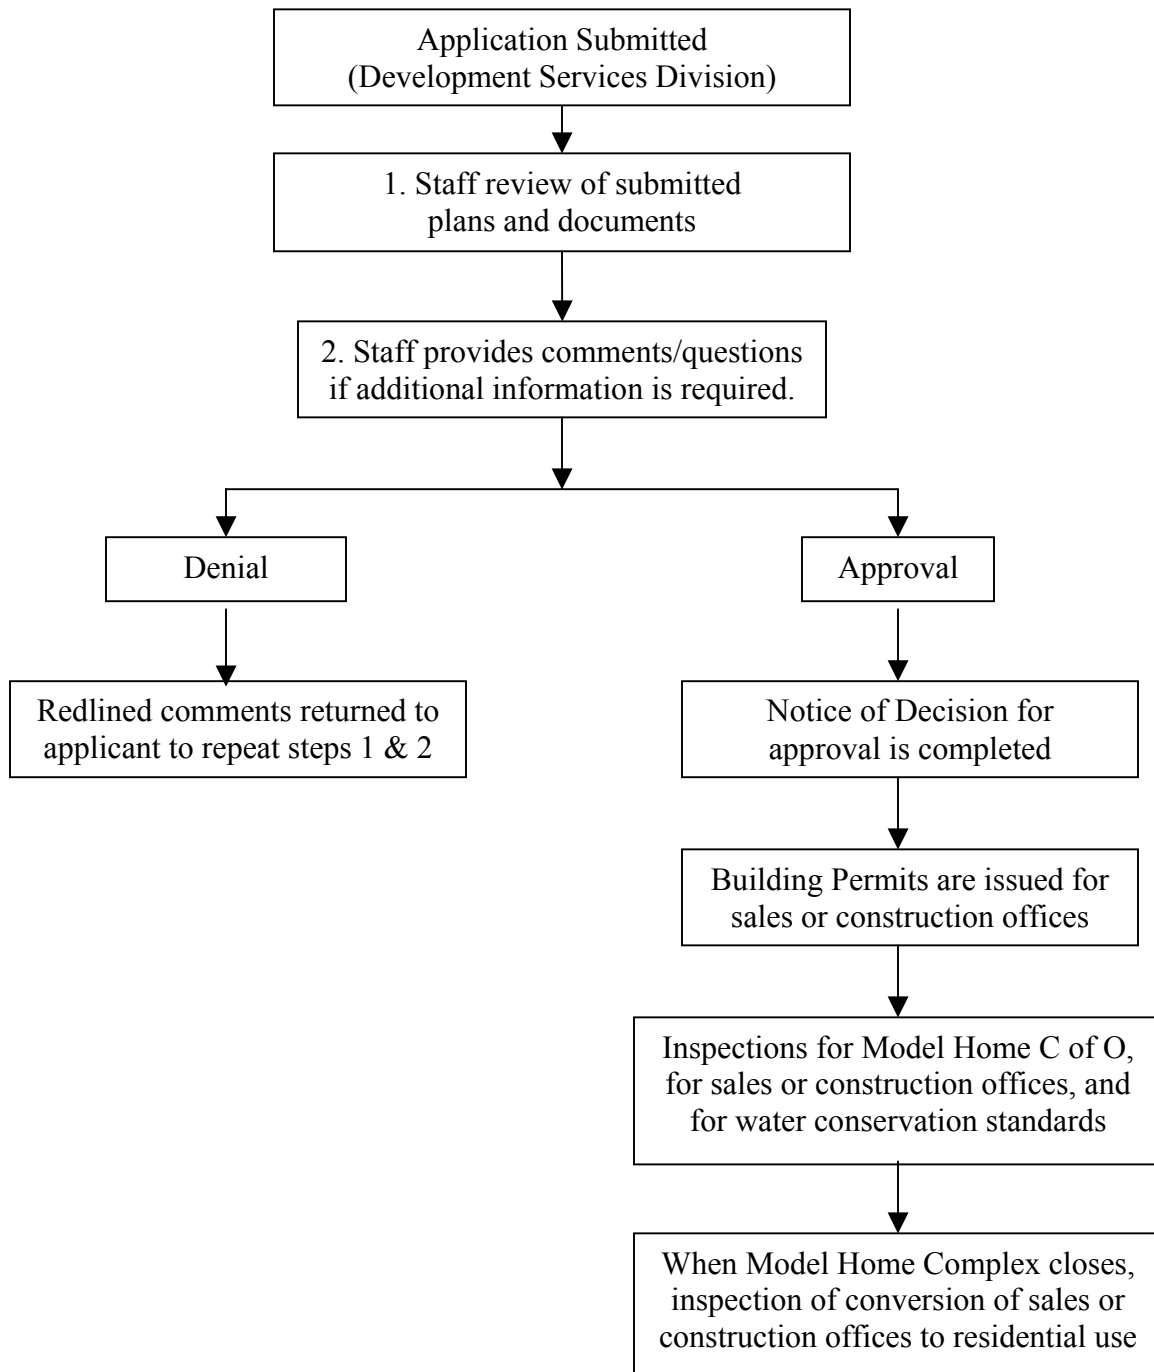 Application Submitted
(Development Services Division)
1. Staff review of submitted
plans and documents
2. Staff provides comments/questions
if additional information is required.
Denial
Approval
Redlined comments returned to
applicant to repeat steps 1 & 2
Notice of Decision for
approval is completed
Building Permits are issued for
sales or construction offices
Inspections for Model Home C of O,
for sales or construction offices, and
for water conservation standards
When Model Home Complex closes,
inspection of conversion of sales or
construction offices to residential use